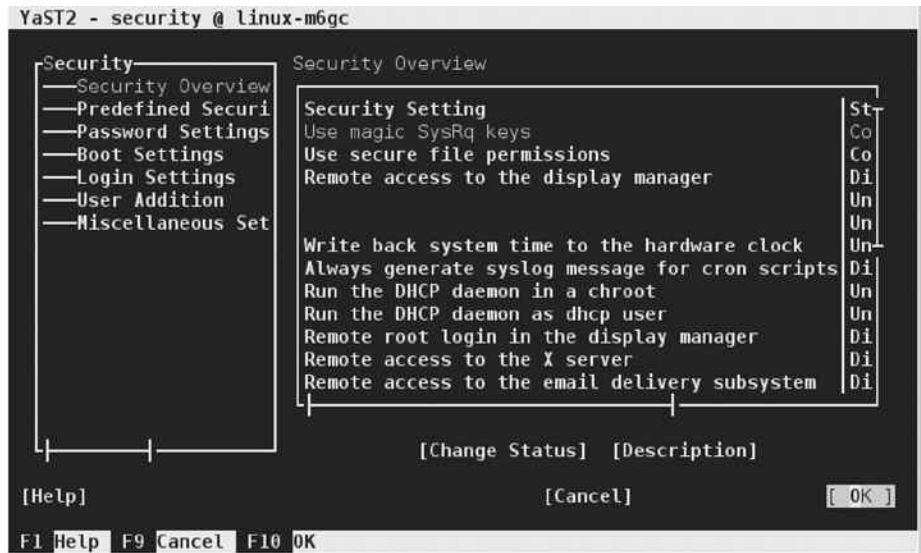 YaST2 - security @ linux-m6gc
Security
Security Overview
Predefined Securi
Password Settings
Boot Settings
Login Settings
User Addition
Miscellaneous Set
Security Overview
Security Setting St
Use magic SysRq keys Co
Use secure file permissions Co
Remote access to the display manager Di
Un
Un
Write back system time to the hardware clock Un
Always generate syslog message for cron scripts Di
Run the DHCP daemon in a chroot Un
Run the DHCP daemon as dhcp user Un
Remote root login in the display manager Di
Remote access to the X server Di
Remote access to the email delivery subsystem Di
[Change Status] [Description]
[Help] [Cancel] [ OK ]
F1 Help F9 Cancel F10 OK